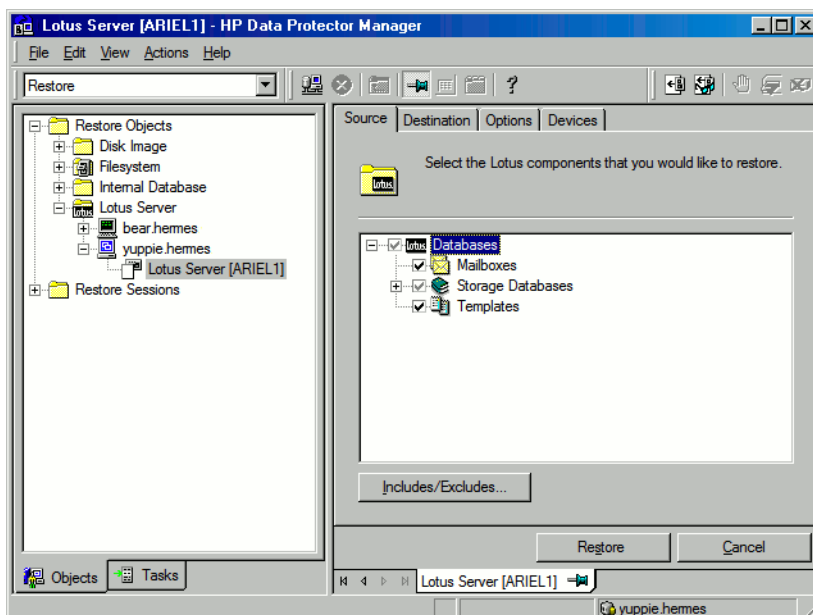 Lotus Server [ARIEL1] - HP Data Protector Manager
File Edit View Actions Help
Restore
Restore Objects
Disk Image
Filesystem
Internal Database
Lotus Server
bear.hermes
yuppie.hermes
Lotus Server [ARIEL1]
Restore Sessions
Objects
Tasks
Source Destination Options Devices
Lotus
Select the Lotus components that you would like to restore.
Lotus Databases
Mailboxes
Storage Databases
Templates
Includes/Excludes...
Restore Cancel
Lotus Server [ARIEL1]
yuppie.hermes